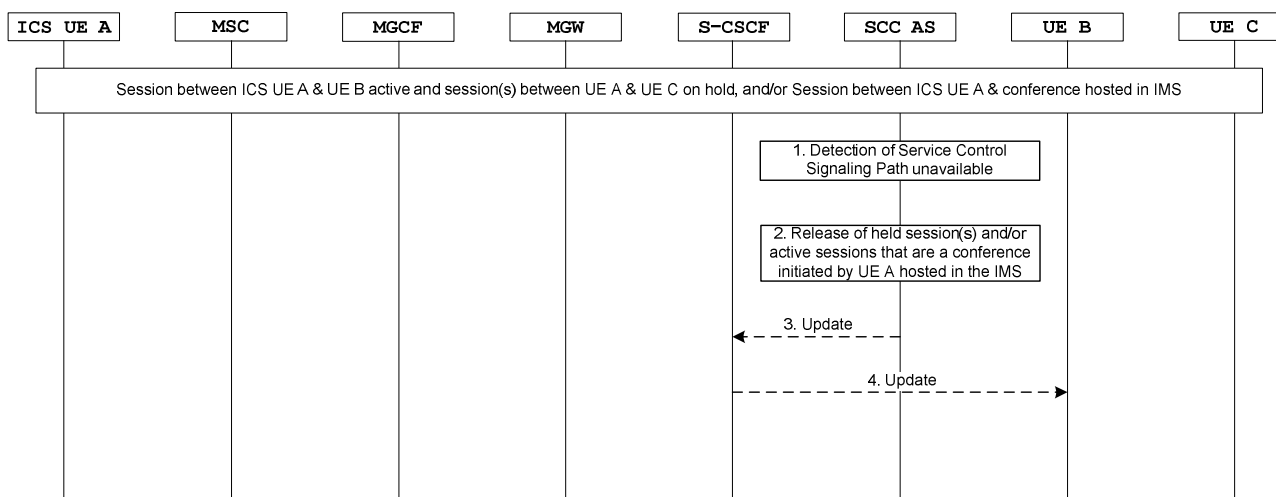 ICS UE A
MSC
MGCF
MGW
S-CSCF
SCC AS
UE B
UE C
Session between ICS UE A & UE B active and session(s) between UE A & UE C on hold, and/or Session between ICS UE A & conference hosted in IMS
1. Detection of Service Control
Signaling Path unavailable
2. Release of held session(s) and/or
active sessions that are a conference
initiated by UE A hosted in the IMS
3. Update
4. Update